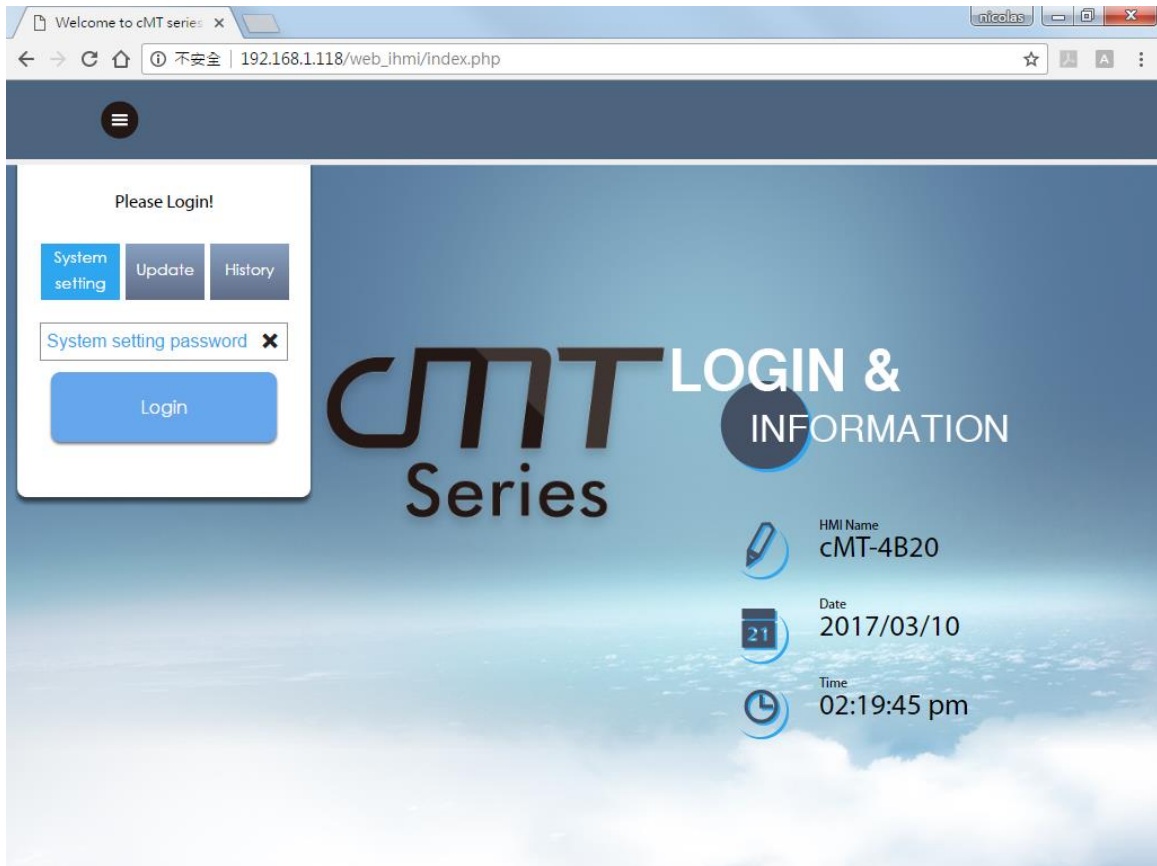 Welcome to cMT series
nicolas
不安全 | 192.168.1.118/web_ihmi/index.php
Please Login!
System
setting
Update
History
System setting password
Login
cMT
Series
LOGIN &
INFORMATION
HMI Name
cMT-4B20
21
Date
2017/03/10
Time
02:19:45 pm